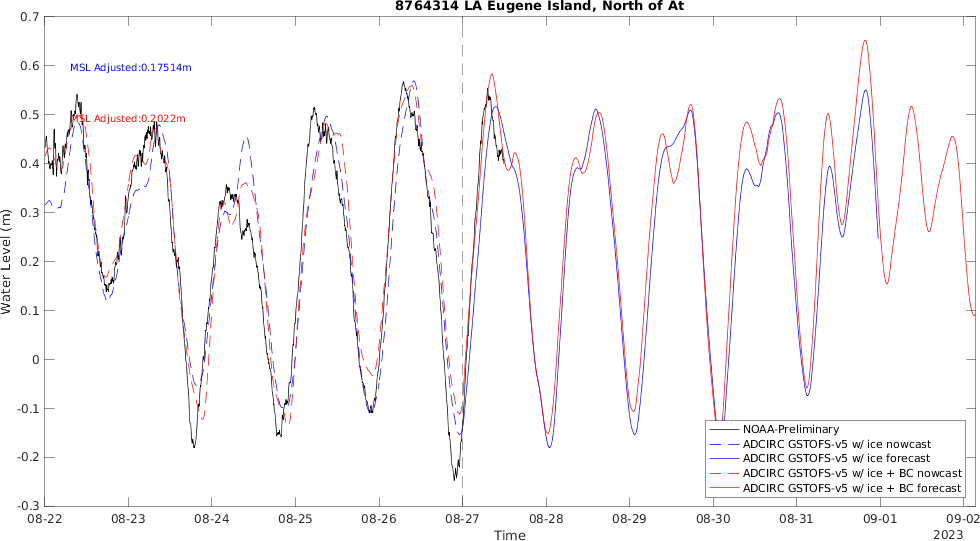 8764314 LA Eugene Island, North of At
0.7
0.6
0.5
0.4
0.3
0.2
0.1
0
-0.1
-0.2
-0.3
Water Level (m)
MSL Adjusted:0.17514m
MSL Adjusted:0.2022m
NOAA-Preliminary
ADCIRC GSTOFS-v5 w/ ice nowcast
ADCIRC GSTOFS-v5 w/ ice forecast
ADCIRC GSTOFS-v5 w/ ice + BC nowcast
ADCIRC GSTOFS-v5 w/ ice + BC forecast
08-22 08-23 08-24 08-25 08-26 08-27 08-28 08-29 08-30 08-31 09-01 09-02
Time
2023